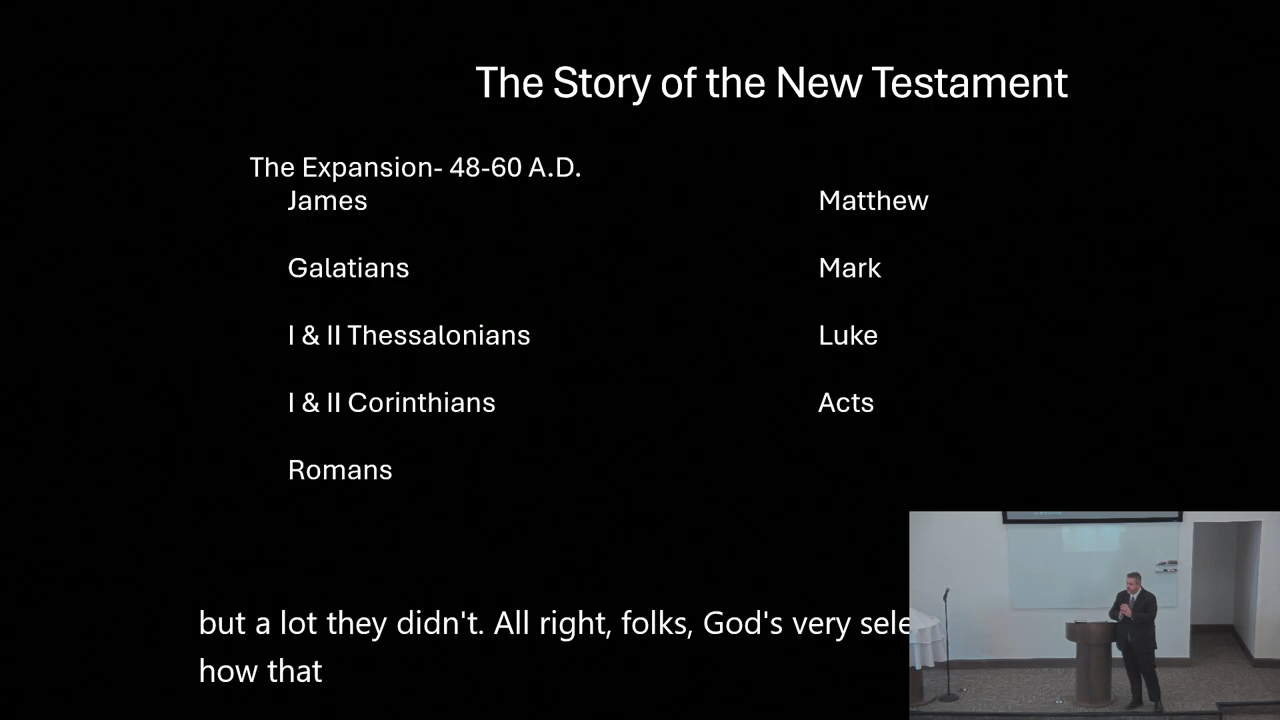 The Story of the New Testament
The Expansion- 48-60 A.D.
James
Galatians
I & II Thessalonians
I & II Corinthians
Romans
Matthew
Mark
Luke
Acts
but a lot they didn't. All right, folks, God's very
how that